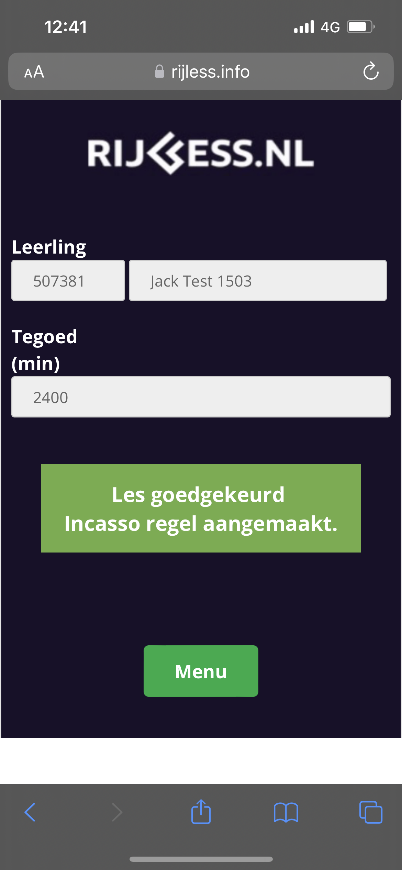 12:41
4G
AA
rijless.info
RIJLESS.NL
Leerling
507381
Jack Test 1503
Tegoed
(min)
2400
Les goedgekeurd
Incasso regel aangemaakt.
Menu